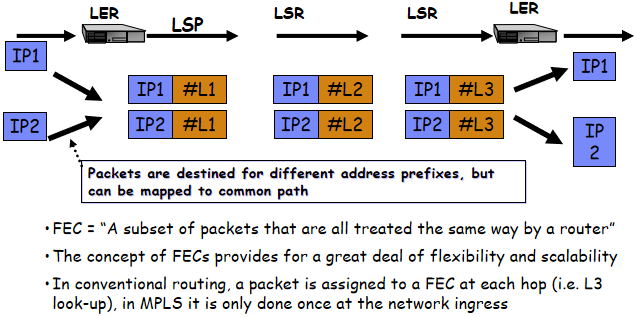 LER
LSP
LSR
LSR
LER
IP1
IP1
IP1 #L1
IP1 #L2
IP1 #L3
IP2
IP2 #L1
IP2 #L2
IP2 #L3
IP
2
Packets are destined for different address prefixes, but
can be mapped to common path
• FEC = “A subset of packets that are all treated the same way by a router”
• The concept of FECs provides for a great deal of flexibility and scalability
• In conventional routing, a packet is assigned to a FEC at each hop (i.e. L3
look-up), in MPLS it is only done once at the network ingress